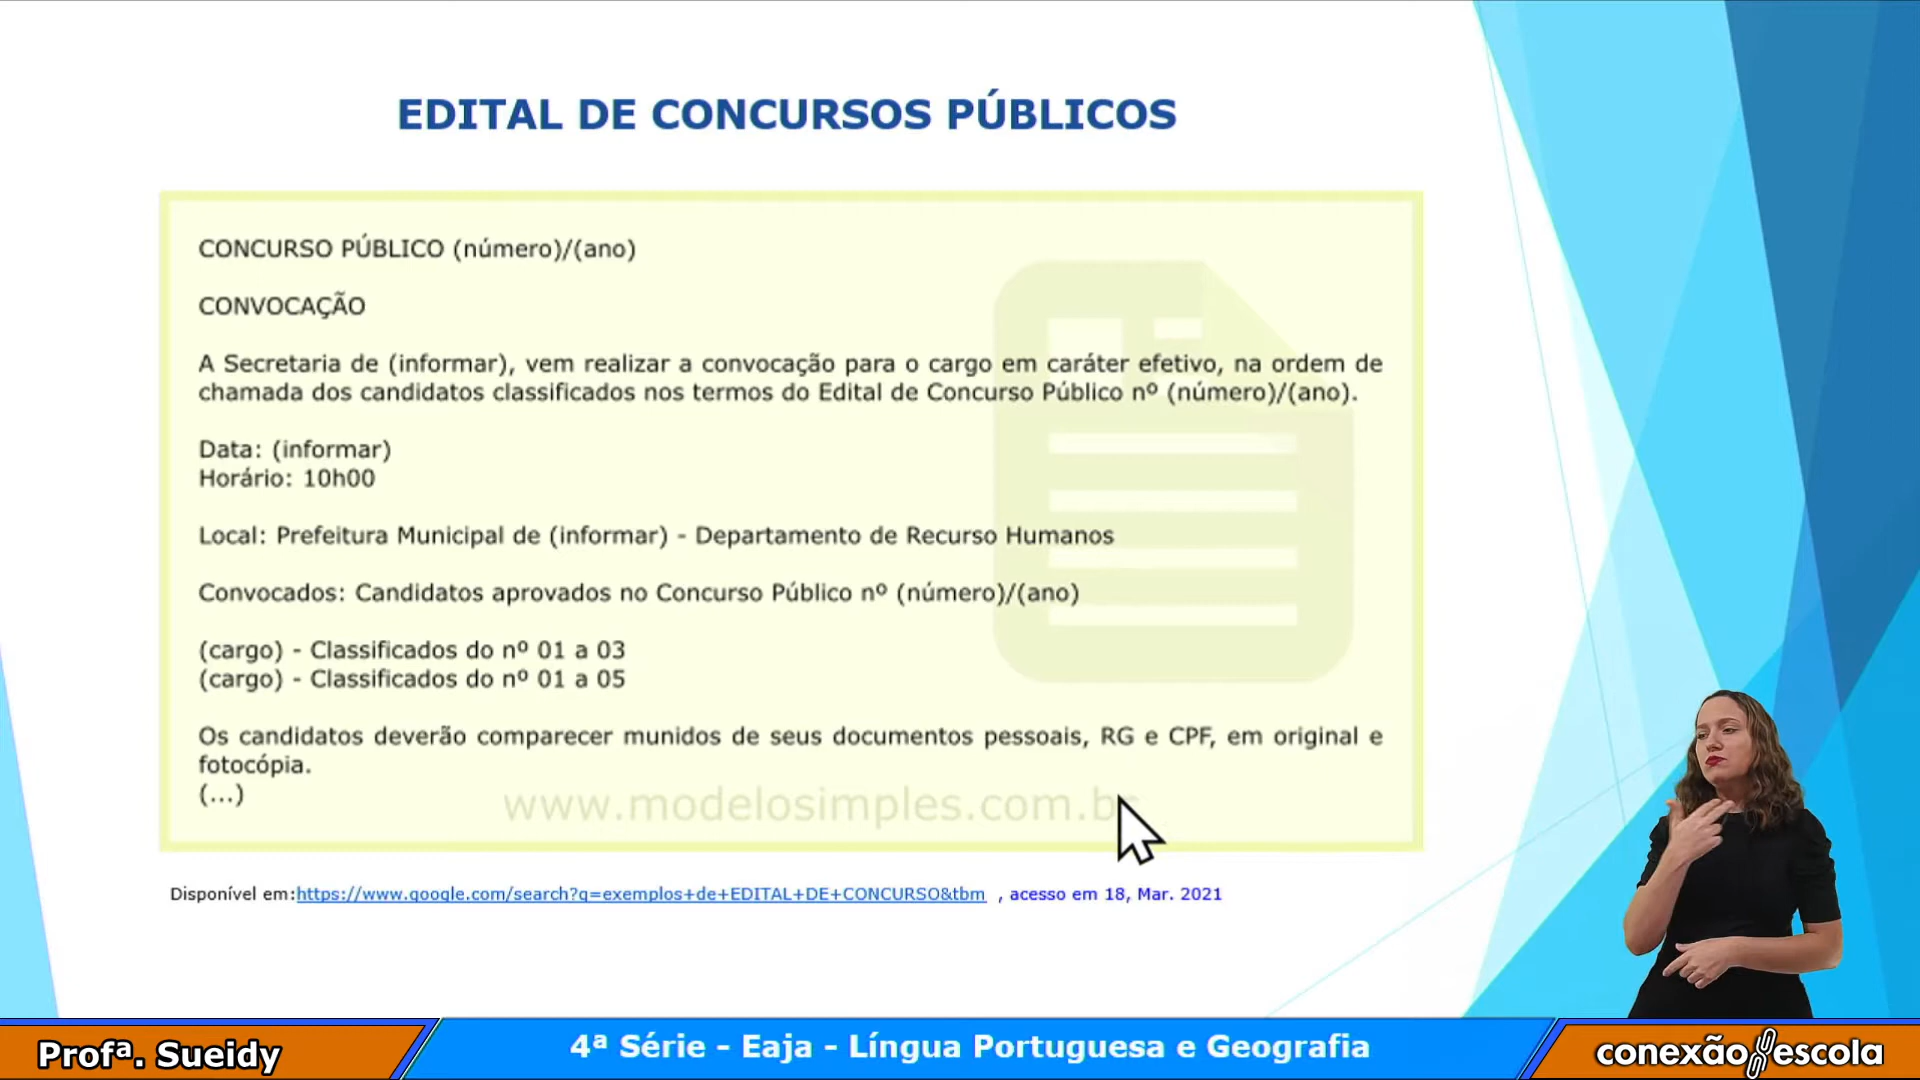 EDITAL DE CONCURSOS PÚBLICOS
CONCURSO PÚBLICO (número)/(ano)
CONVOCAÇÃO
A Secretaria de (informar), vem realizar a convocação para o cargo em caráter efetivo, na ordem de
chamada dos candidatos classificados nos termos do Edital de Concurso Público nº (número)/(ano).
Data: (informar)
Horário: 10h00
Local: Prefeitura Municipal de (informar) - Departamento de Recurso Humanos
Convocados: Candidatos aprovados no Concurso Público nº (número)/(ano)
(cargo) - Classificados do nº 01 a 03
(cargo) - Classificados do nº 01 a 05
Os candidatos deverão comparecer munidos de seus documentos pessoais, RG e CPF, em original e
fotocópia.
(...)
www.modelosimples.com.br
Disponível em:https://www.google.com/search?q=exemplos+de+EDITAL+DE+CONCURSO&tbm , acesso em 18, Mar. 2021
Profª. Sueidy
4ª Série - Eaja - Língua Portuguesa e Geografia
conexão escola